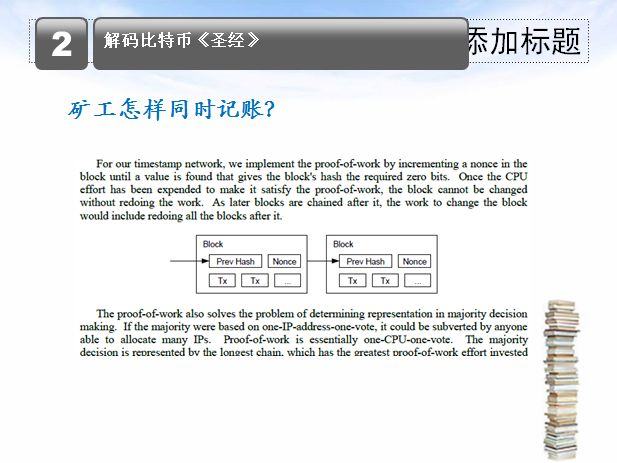 2
解码比特币《圣经》
添加标题
矿工怎样同时记账?
For our timestamp network, we implement the proof-of-work by incrementing a nonce in the
block until a value is found that gives the block's hash the required zero bits. Once the CPU
effort has been expended to make it satisfy the proof-of-work, the block cannot be changed
without redoing the work. As later blocks are chained after it, the work to change the block
would include redoing all the blocks after it.
Block
Block
Prev Hash
Nonce
Prev Hash
Nonce
Tx
Tx
...
Tx
Tx
...
The proof-of-work also solves the problem of determining representation in majority decision
making. If the majority were based on one-IP-address-one-vote, it could be subverted by anyone
able to allocate many IPs. Proof-of-work is essentially one-CPU-one-vote. The majority
decision is represented by the longest chain, which has the greatest proof-of-work effort invested